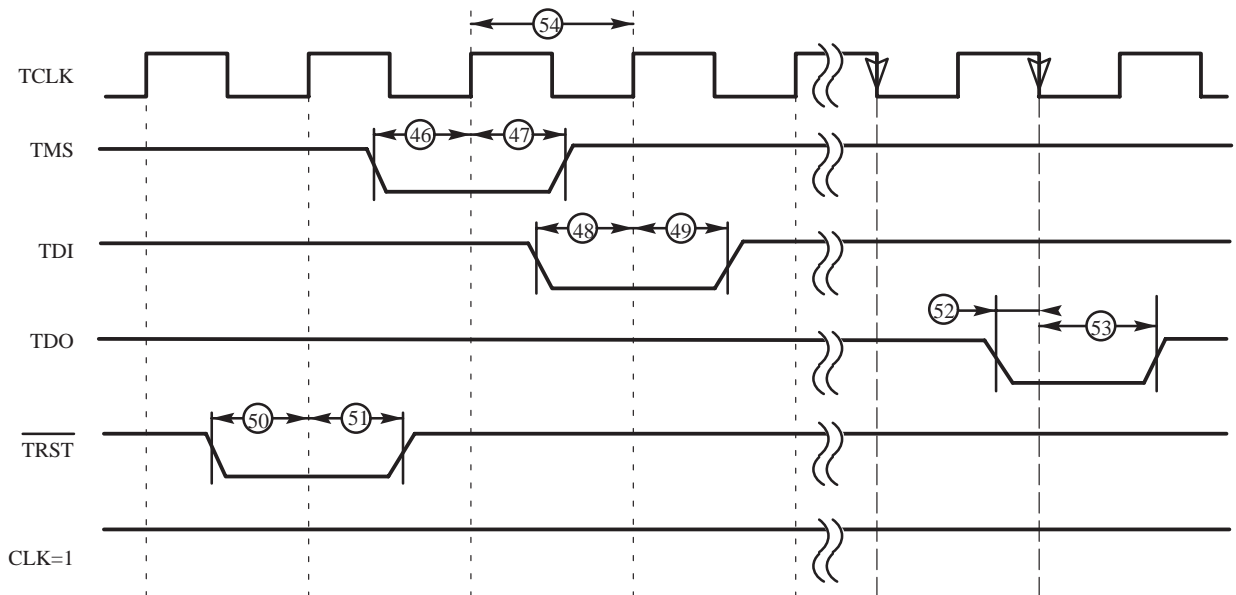 54
TCLK
46 47
TMS
48 49
TDI
52 53
TDO
50 51
TRST
CLK=1